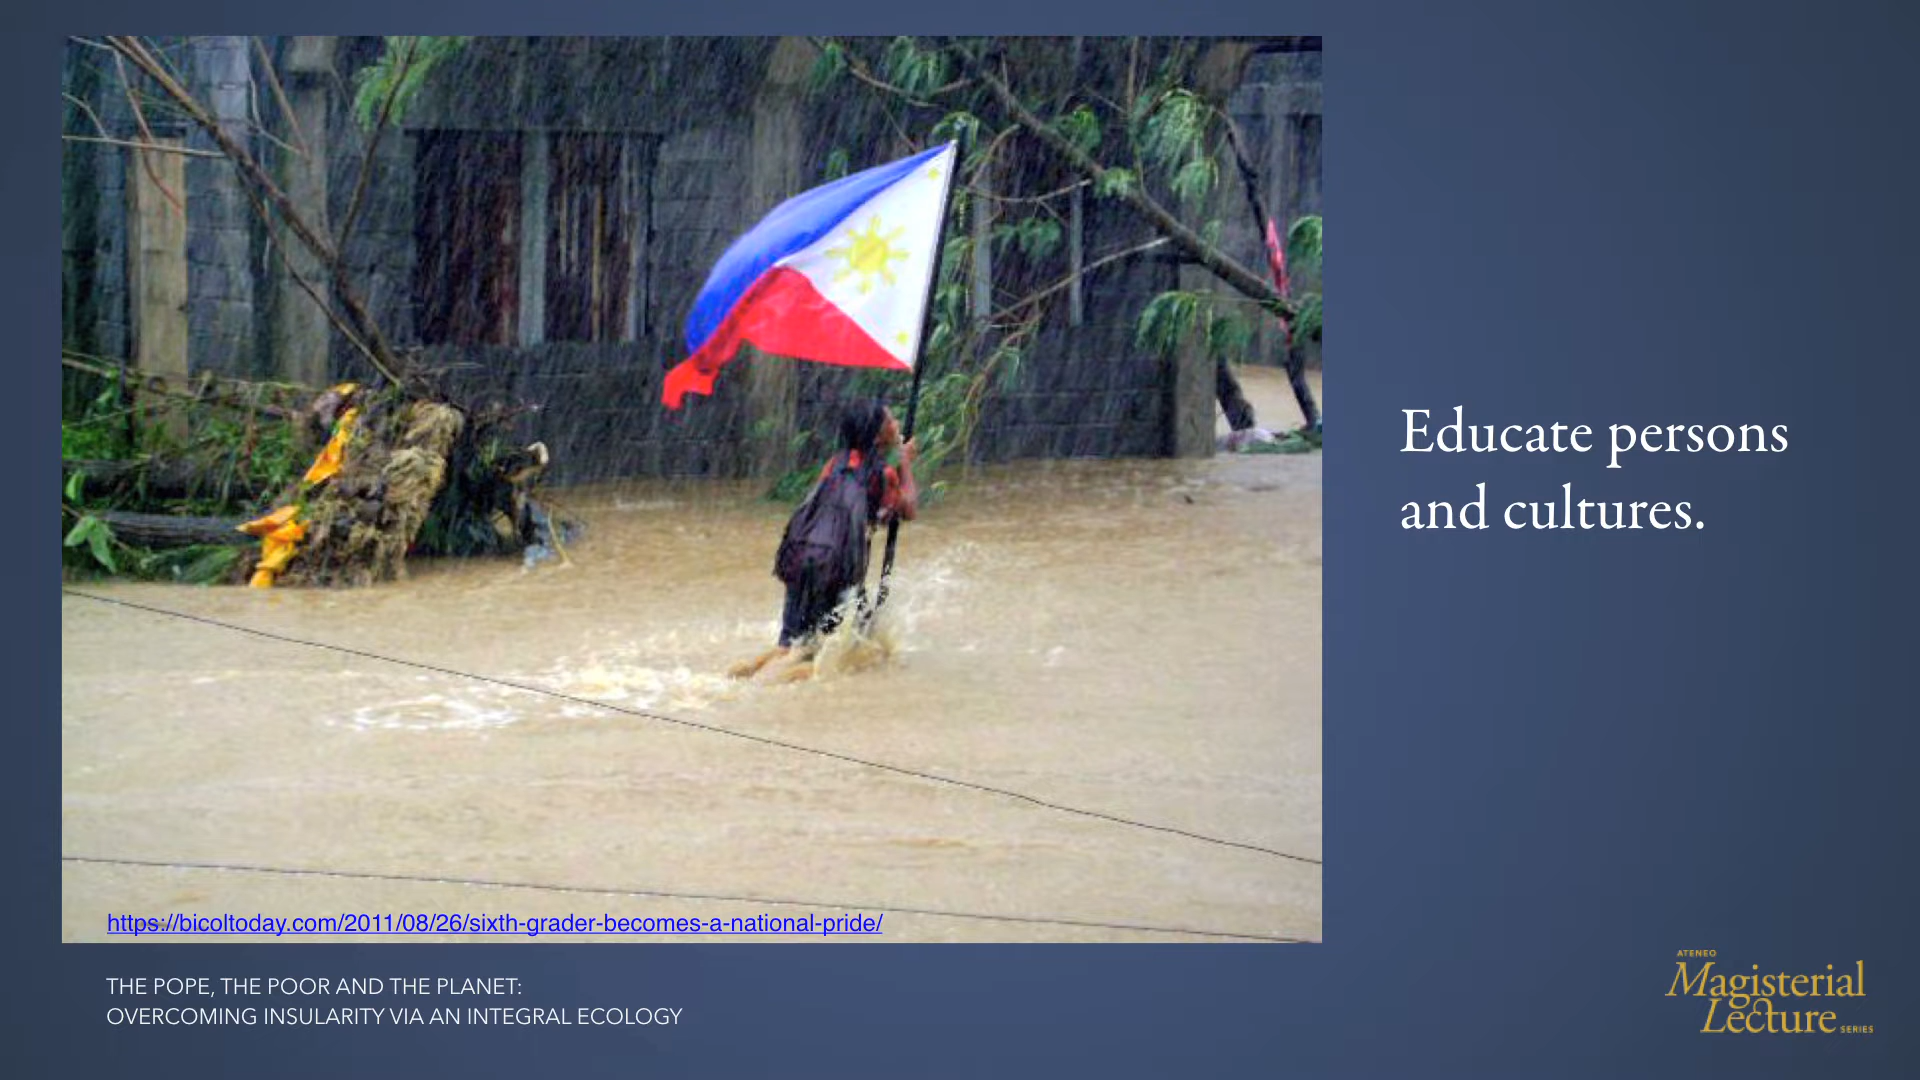 Educate persons
and cultures.
https://bicoltoday.com/2011/08/26/sixth-grader-becomes-a-national-pride/
THE POPE, THE POOR AND THE PLANET:
OVERCOMING INSULARITY VIA AN INTEGRAL ECOLOGY
ATENEO
Magisterial
Lecture SERIES